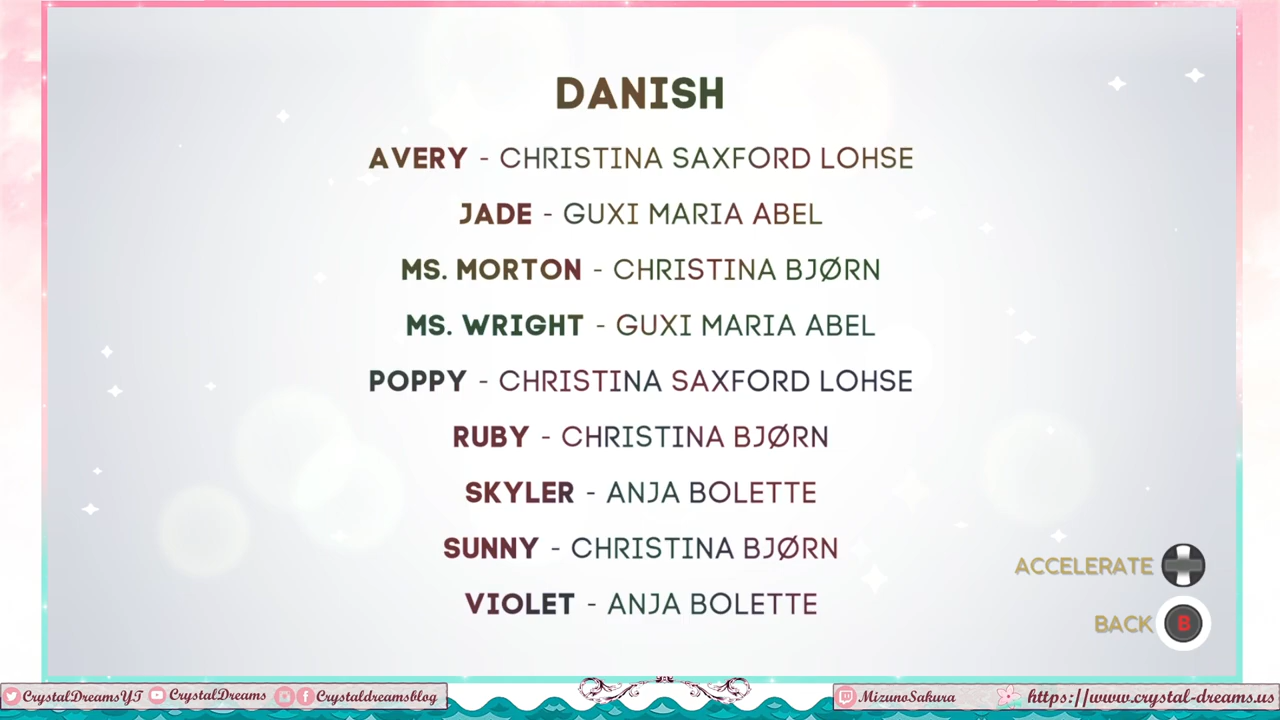 DANISH
AVERY - CHRISTINA SAXFORD LOHSE
JADE - GUXI MARIA ABEL
MS. MORTON - CHRISTINA BJØRN
MS. WRIGHT - GUXI MARIA ABEL
POPPY - CHRISTINA SAXFORD LOHSE
RUBY - CHRISTINA BJØRN
SKYLER - ANJA BOLETTE
SUNNY - CHRISTINA BJØRN
VIOLET - ANJA BOLETTE
ACCELERATE
BACK B
CrystalDreamsYT CrystalDreams Crystaldreamsblog MizunoSakura https://www.crystal-dreams.us